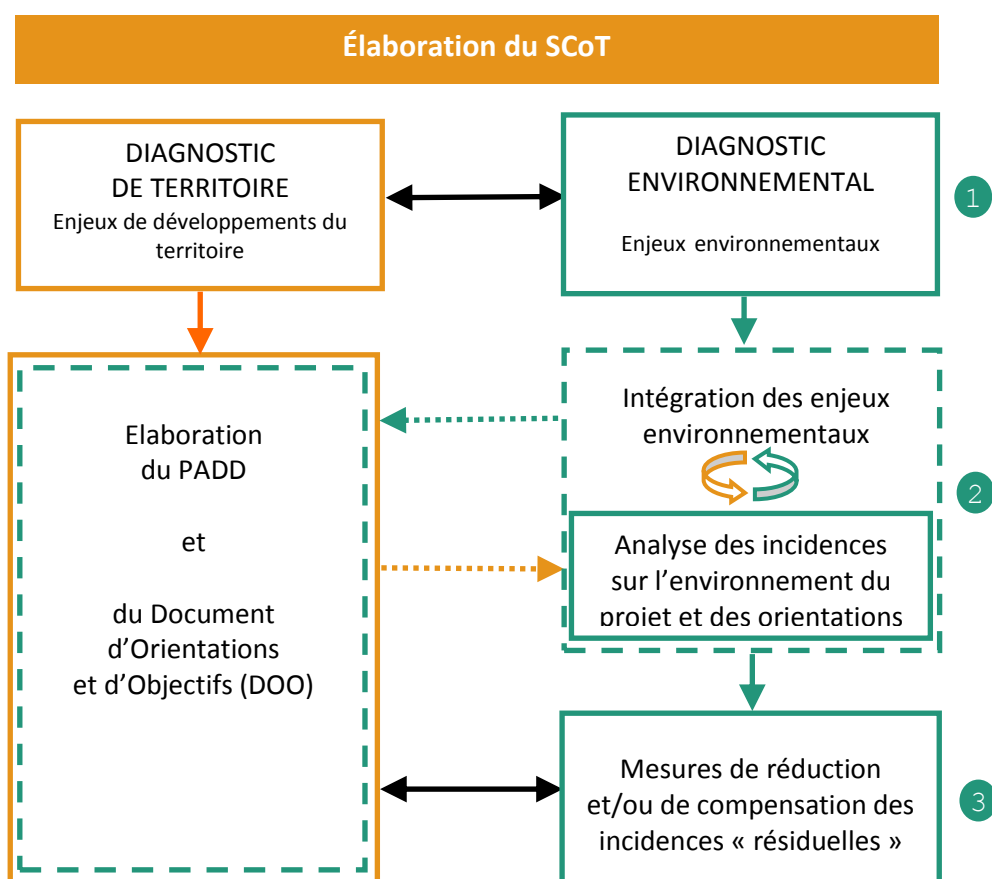 Élaboration du SCoT
DIAGNOSTIC
DE TERRITOIRE
Enjeux de développements du
territoire
DIAGNOSTIC
ENVIRONNEMENTAL
Enjeux environnementaux
1
Elaboration
du PADD
et
du Document
d’Orientations
et d’Objectifs (DOO)
Intégration des enjeux
environnementaux
Analyse des incidences
sur l’environnement du
projet et des orientations
2
Mesures de réduction
et/ou de compensation des
incidences « résiduelles »
3